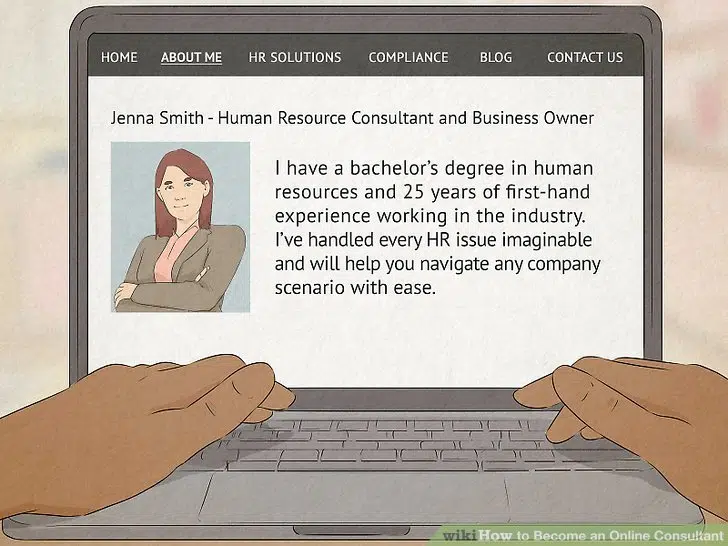 HOME ABOUT ME HR SOLUTIONS COMPLIANCE BLOG CONTACT US
Jenna Smith - Human Resource Consultant and Business Owner
I have a bachelor's degree in human
resources and 25 years of first-hand
experience working in the industry.
I've handled every HR issue imaginable
and will help you navigate any company
scenario with ease.
wikiHow to Become an Online Consultant